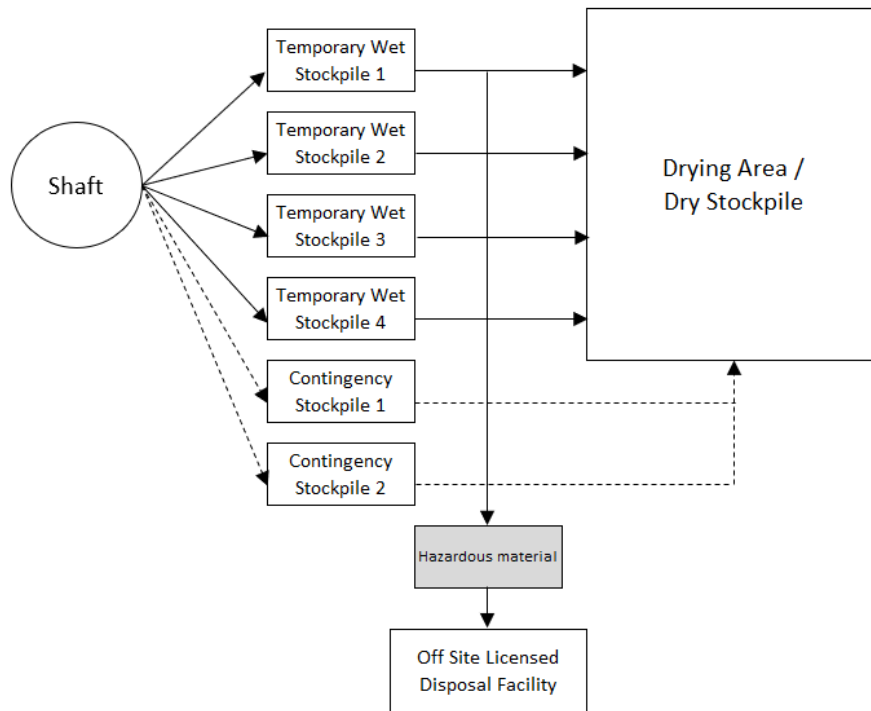 Shaft
Temporary Wet
Stockpile 1
Temporary Wet
Stockpile 2
Temporary Wet
Stockpile 3
Temporary Wet
Stockpile 4
Contingency
Stockpile 1
Contingency
Stockpile 2
Drying Area /
Dry Stockpile
Hazardous material
Off Site Licensed
Disposal Facility